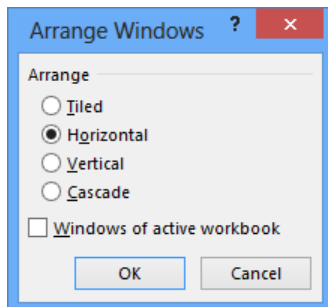 Arrange Windows ?
Arrange
Tiled
Horizontal
Vertical
Cascade
Windows of active workbook
OK Cancel